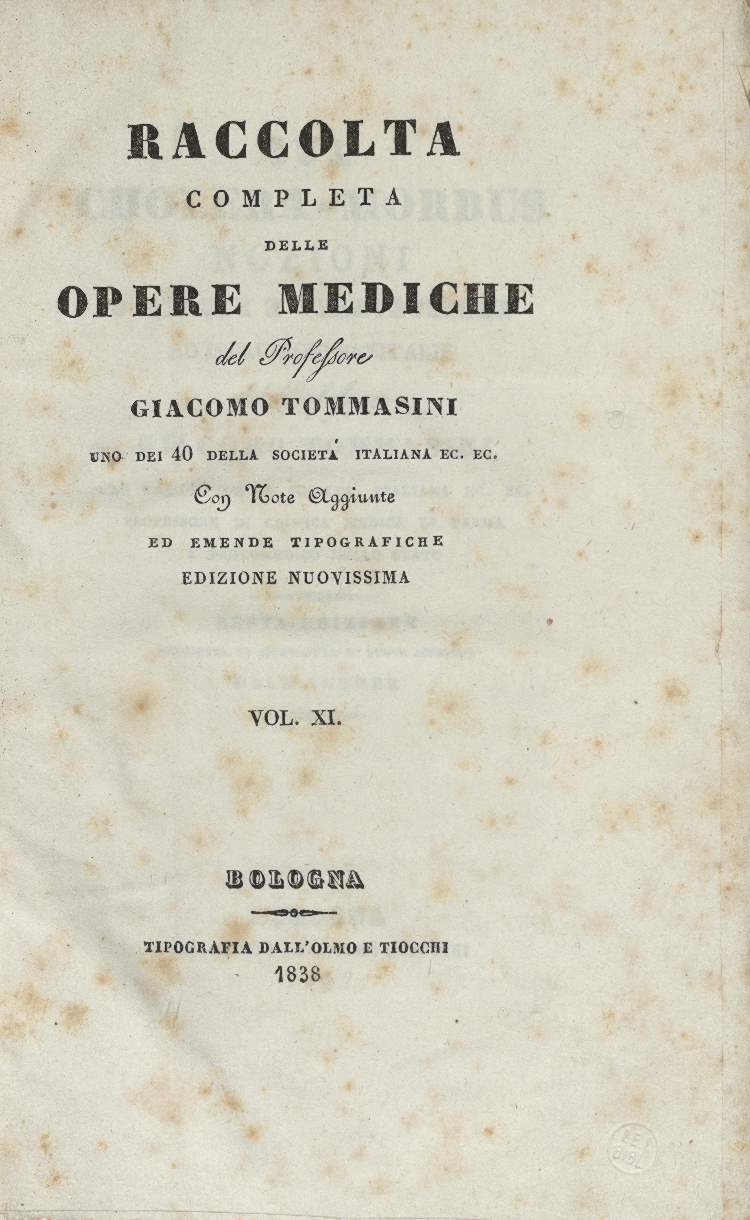 RACCOLTA
COMPLETA
DELLE
OPERE MEDICHE
del Professore
GIACOMO TOMMASINI
UNO DEI 40 DELLA SOCIETÁ ITALIANA EC. EC.
Con Note Aggiunte
ED EMENDE TIPOGRAFICHE
EDIZIONE NUOVISSIMA
VOL. XI.
BOLOGNA
TIPOGRAFIA DALL'OLMO E TIOCCHI
1838